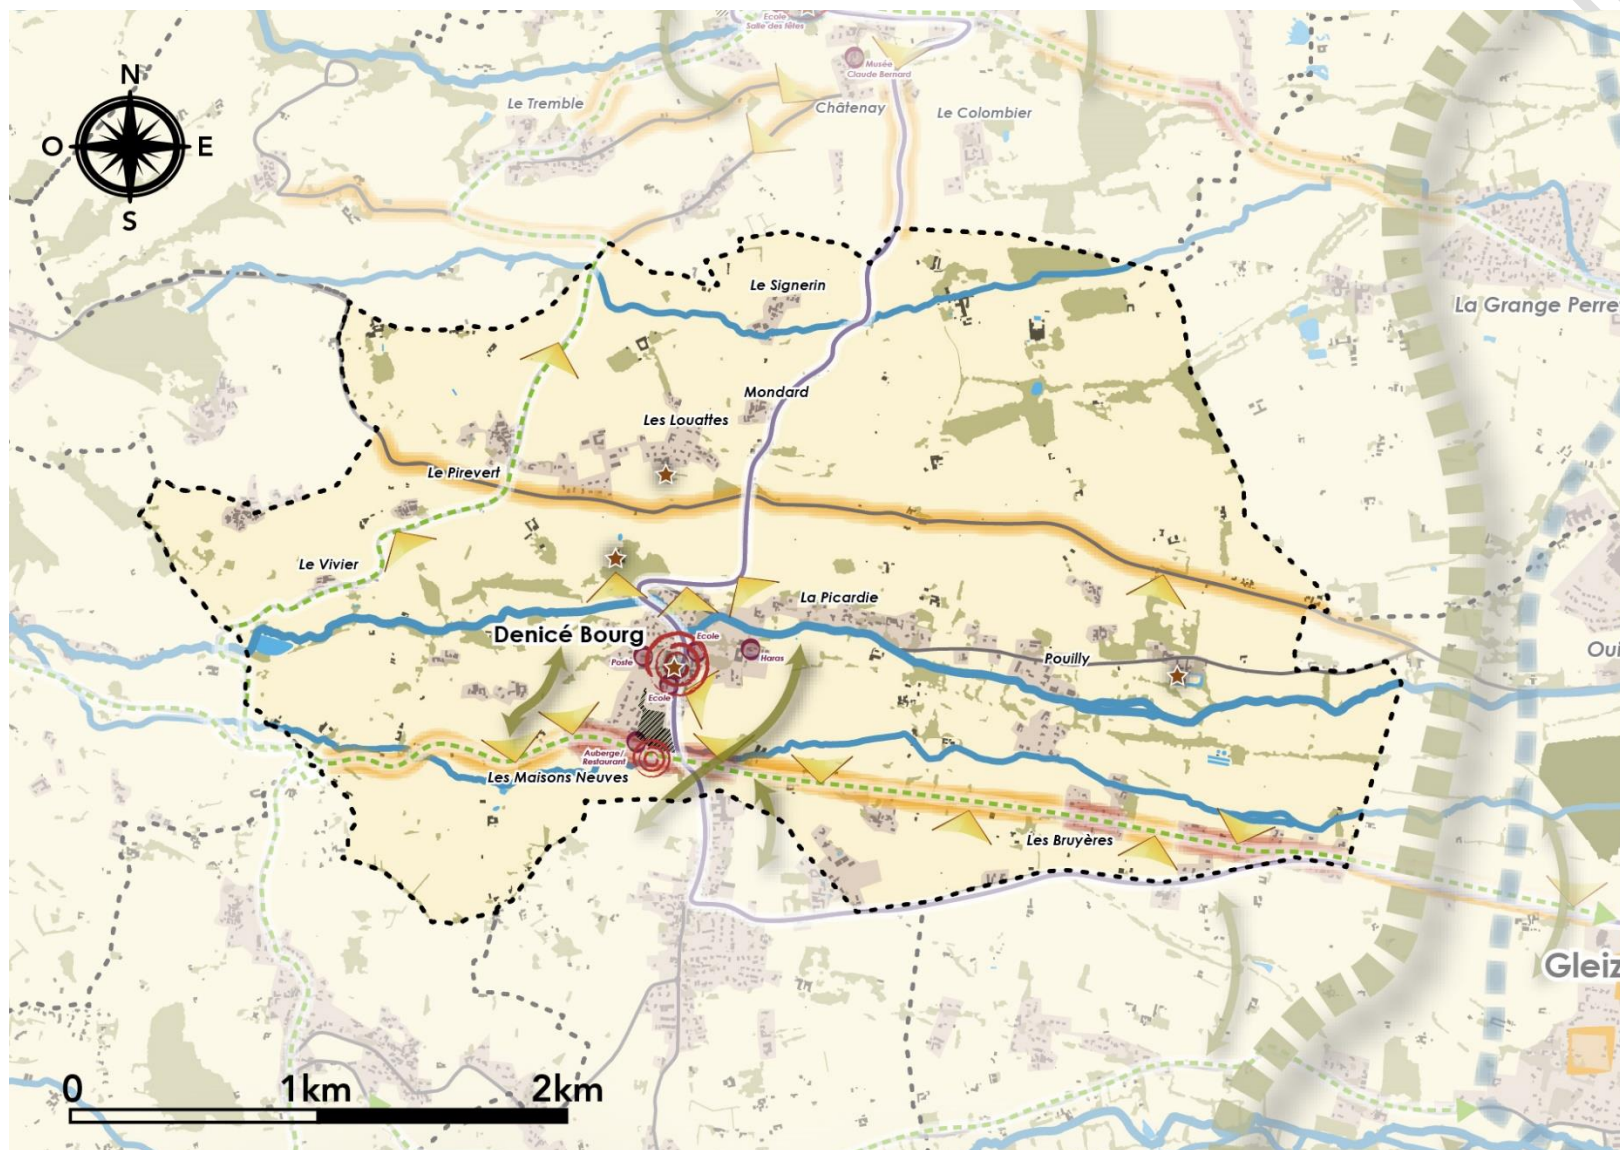 Ecole
Salle des fêtes
Musée
Claude Bernard
N
O
E
S
Le Tremble
Châtenay
Le Colombier
Le Signerin
La Grange Perre
Mondard
Les Louattes
Le Pirevert
Le Vivier
La Picardie
Denicé Bourg
Ecole
Poste
Haras
Pouilly
Oui
Ecole
Auberge/
Restaurant
Les Maisons Neuves
Les Bruyères
Gleiz
0
1km
2km